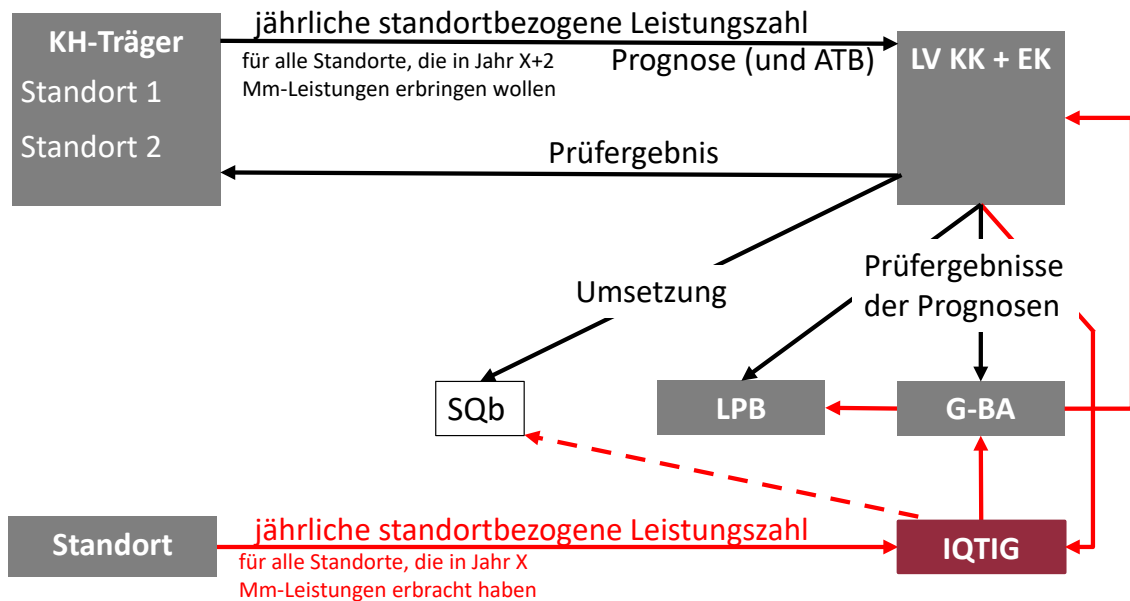 KH-Träger
Standort 1
Standort 2
jährliche standortbezogene Leistungszahl
für alle Standorte, die in Jahr X+2
Mm-Leistungen erbringen wollen
Prognose (und ATB)
LV KK + EK
Prüfergebnis
Umsetzung
Prüfergebnisse
der Prognosen
SQb
LPB
G-BA
Standort
jährliche standortbezogene Leistungszahl
für alle Standorte, die in Jahr X
Mm-Leistungen erbracht haben
IQTIG